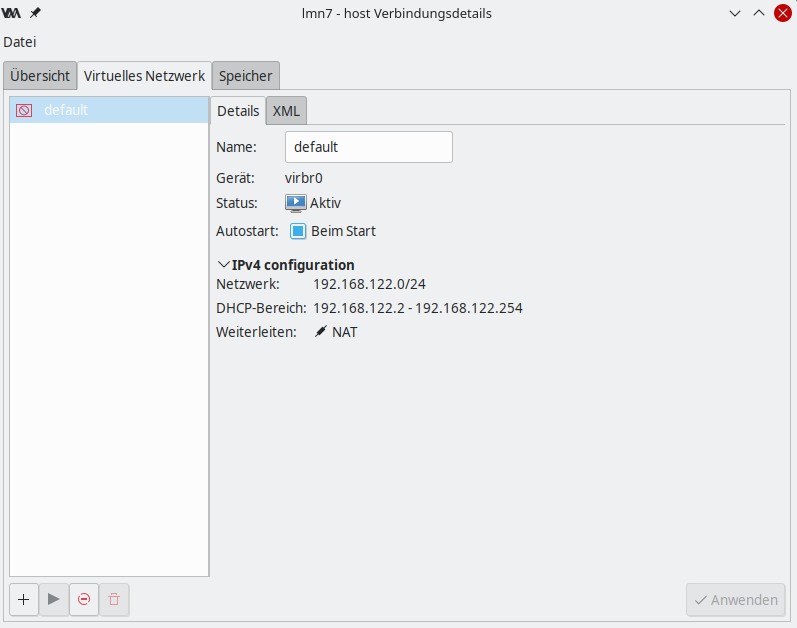 lmn7 - host Verbindungsdetails
Datei
Übersicht Virtuelles Netzwerk Speicher
default
Details XML
Name: default
Gerät: virbr0
Status: Aktiv
Autostart: Beim Start
IPv4 configuration
Netzwerk: 192.168.122.0/24
DHCP-Bereich: 192.168.122.2 - 192.168.122.254
Weiterleiten: NAT
Anwenden